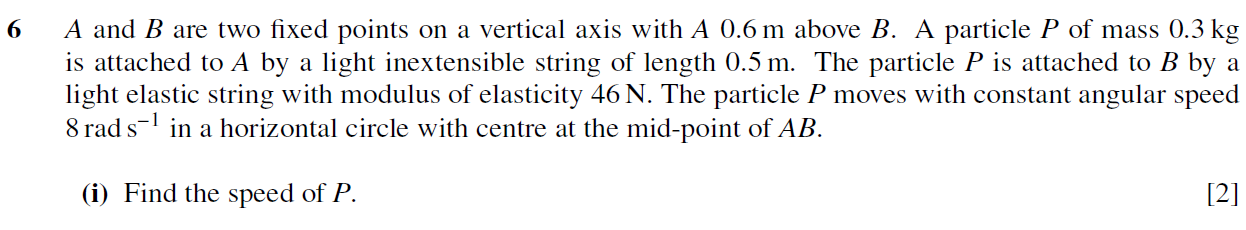 6 A and B are two fixed points on a vertical axis with A 0.6 m above B. A particle P of mass 0.3 kg
is attached to A by a light inextensible string of length 0.5 m. The particle P is attached to B by a
light elastic string with modulus of elasticity 46 N. The particle P moves with constant angular speed
8 rad s⁻¹ in a horizontal circle with centre at the mid-point of AB.
(i) Find the speed of P. [2]